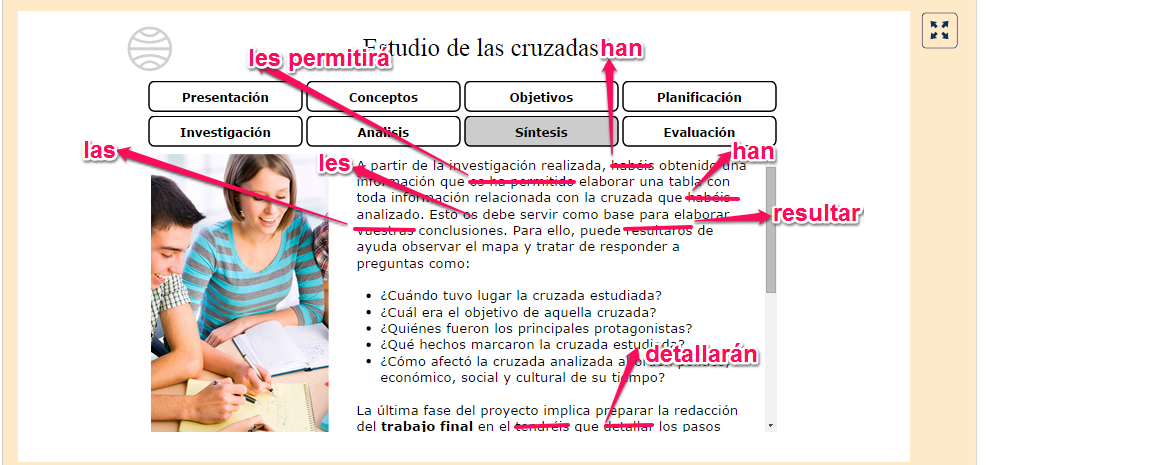 Estudio de las cruzadas
han
les permitirá
Presentación
Conceptos
Objetivos
Planificación
Investigación
Análisis
Síntesis
Evaluación
las
les
han
resultar
A partir de la investigación realizada, habéis obtenido una
información que os ha permitido elaborar una tabla con
toda información relacionada con la cruzada que habéis
analizado. Esto os debe servir como base para elaborar
vuestras conclusiones. Para ello, puede resultaros de
ayuda observar el mapa y tratar de responder a
preguntas como:
¿Cuándo tuvo lugar la cruzada estudiada?
¿Cuál era el objetivo de aquella cruzada?
¿Quiénes fueron los principales protagonistas?
¿Qué hechos marcaron la cruzada estudiada?
detallarán
¿Cómo afectó la cruzada analizada al orden político,
económico, social y cultural de su tiempo?
La última fase del proyecto implica preparar la redacción
del trabajo final en el tendréis que detallar los pasos